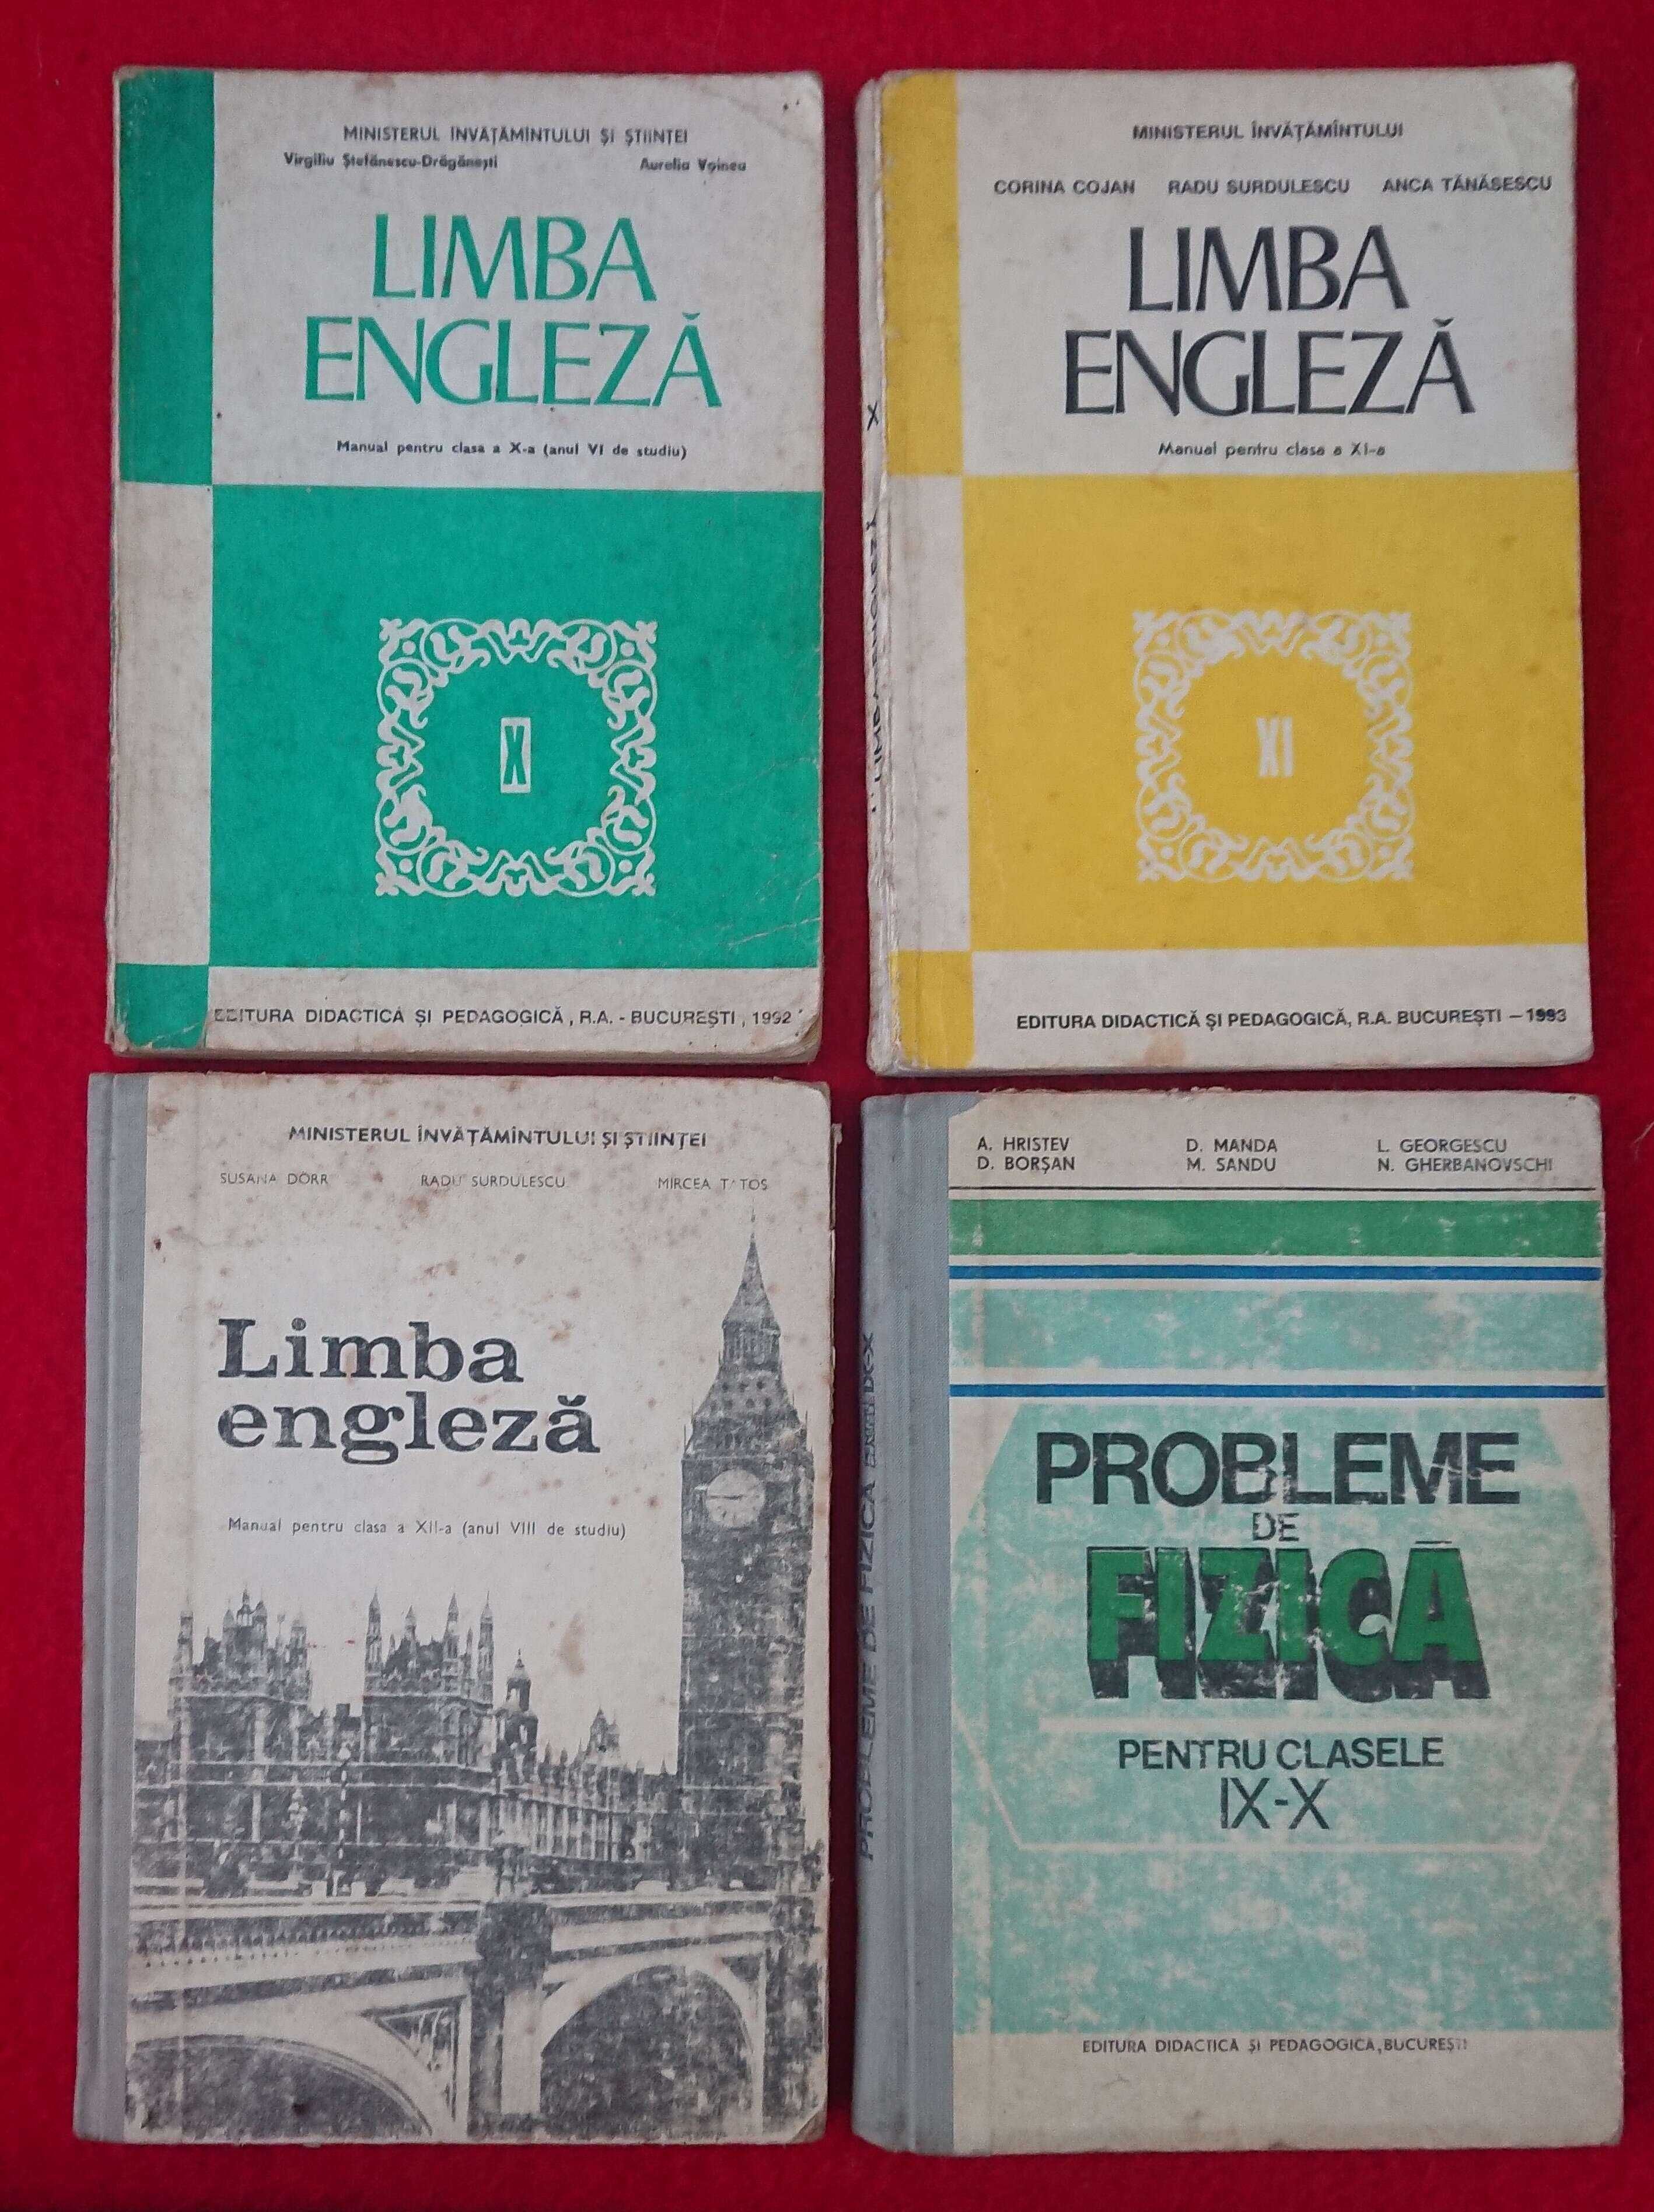 MINISTERUL ÎNVĂȚĂMÎNTULUI ȘI ȘTIINȚEI
Virgiliu Ștefănescu-Drăgănești Aurelia Voinea
LIMBA
ENGLEZĂ
Manual pentru clasa a X-a (anul VI de studiu)
X
EDITURA DIDACTICĂ ȘI PEDAGOGICĂ, R.A. - BUCUREȘTI, 1992
MINISTERUL ÎNVĂȚĂMÎNTULUI
CORINA COJAN RADU SURDULESCU ANCA TĂNĂSESCU
LIMBA
ENGLEZĂ
Manual pentru clasa a XI-a
XI
EDITURA DIDACTICĂ ȘI PEDAGOGICĂ, R.A. BUCUREȘTI – 1993
MINISTERUL ÎNVĂȚĂMÎNTULUI ȘI ȘTIINȚEI
SUSANA DÖRR RADU SURDULESCU MIRCEA
Limba
engleză
Manual pentru clasa a XII-a (anul VIII de studiu)
PROBLEME DE FIZICA
A. HRISTEV D. MANDA L. GEORGESCU
D. BORȘAN M. SANDU N. GHERBANOVSCHI
PROBLEME
DE
FIZICĂ
PENTRU CLASELE
IX-X
EDITURA DIDACTICĂ ȘI PEDAGOGICĂ, BUCUREȘTI